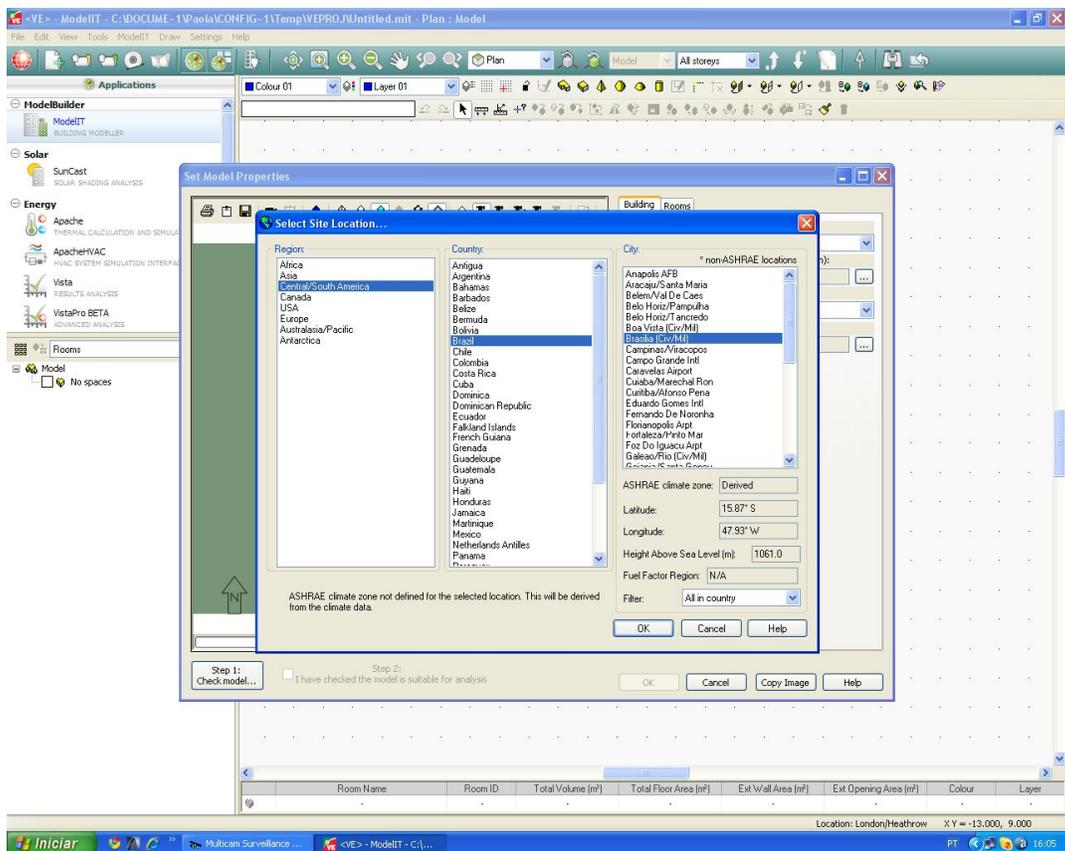 <VE> - ModelIT - C:\DOCUME~1\Paola\CONFIG~1\Temp\VEPROJ\Untitled.mit - Plan : Model
File Edit View Tools ModelIT Draw Settings Help
Plan
Model
All storeys
Applications
Colour 01
Layer 01
ModelBuilder
ModelIT
BUILDING MODELLER
Solar
SunCast
SOLAR SHADING ANALYSIS
Energy
Apache
THERMAL CALCULATION AND SIMULA
ApacheHVAC
HVAC SYSTEM SIMULATION INTERFAC
Vista
RESULTS ANALYSIS
VistaPro BETA
ADVANCED ANALYSIS
Rooms
Model
No spaces
Set Model Properties
Building Rooms
Select Site Location...
Region:
Africa
Asia
Central/South America
Canada
USA
Europe
Australasia/Pacific
Antarctica
Country:
Antigua
Argentina
Bahamas
Barbados
Belize
Bermuda
Bolivia
Brazil
Chile
Colombia
Costa Rica
Cuba
Dominica
Dominican Republic
Ecuador
Falkland Islands
French Guiana
Grenada
Guadeloupe
Guatemala
Guyana
Haiti
Honduras
Jamaica
Martinique
Mexico
Netherlands Antilles
Panama
City:
* non-ASHRAE locations
Anapolis AFB
Aracaju/Santa Maria
Belem/Val De Caes
Belo Horiz/Pampulha
Belo Horiz/Tancredo
Boa Vista (Civ/Mil)
Brasilia (Civ/Mil)
Campinas/Viracopos
Campo Grande Intl
Caravelas Airport
Cuiaba/Marechal Ron
Curitiba/Afonso Pena
Eduardo Gomes Intl
Fernando De Noronha
Florianopolis Arpt
Fortaleza/Pinto Mar
Foz Do Iguacu Arpt
Galeao/Rio (Civ/Mil)
ASHRAE climate zone: Derived
Latitude: 15.87° S
Longitude: 47.93° W
Height Above Sea Level (m): 1061.0
Fuel Factor Region: N/A
Filter: All in country
ASHRAE climate zone not defined for the selected location. This will be derived
from the climate data.
OK Cancel Help
N
Step 1:
Check model...
Step 2:
I have checked the model is suitable for analysis
OK Cancel Copy Image Help
Room Name Room ID Total Volume (m³) Total Floor Area (m²) Ext Wall Area (m²) Ext Opening Area (m²) Colour Layer
Location: London/Heathrow X Y = -13.000, 9.000
Iniciar
Multicam Surveillance ...
<VE> - ModelIT - C:\...
PT
16:05